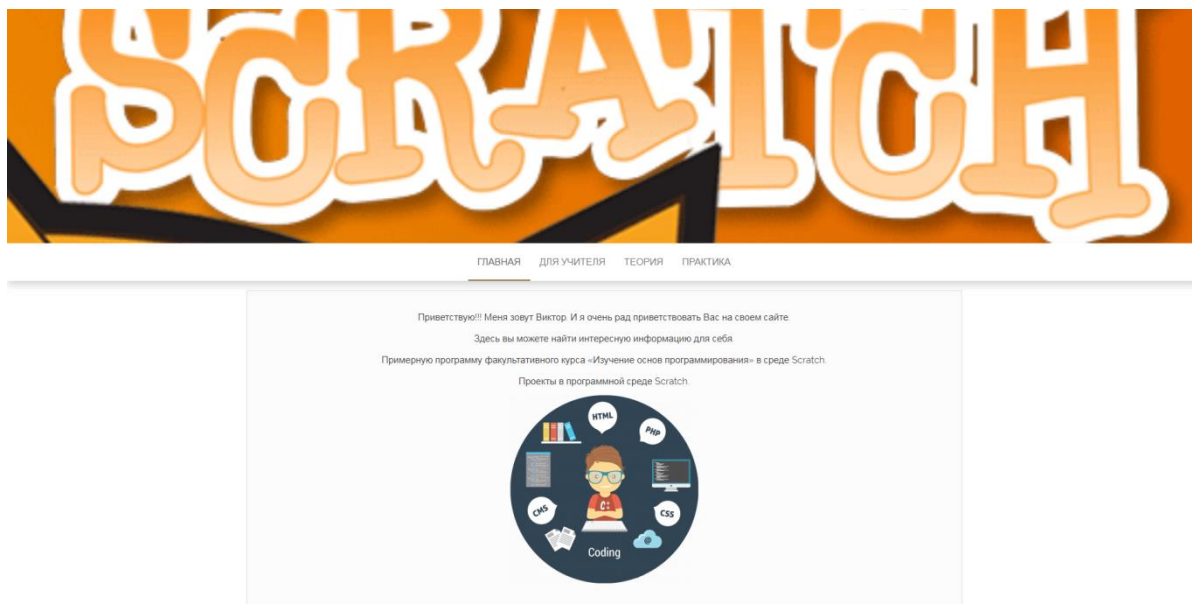 SCRATCH
ГЛАВНАЯ ДЛЯ УЧИТЕЛЯ ТЕОРИЯ ПРАКТИКА
Приветствую!!! Меня зовут Виктор. И я очень рад приветствовать Вас на своем сайте.
Здесь вы можете найти интересную информацию для себя.
Примерную программу факультативного курса «Изучение основ программирования» в среде Scratch.
Проекты в программной среде Scratch.
HTML
PHP
C:
CMS
CSS
Coding